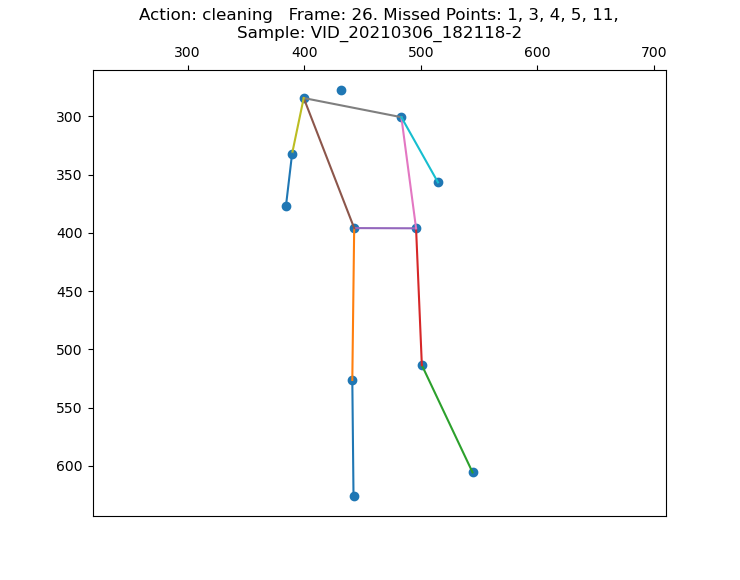 Action: cleaning   Frame: 26. Missed Points: 1, 3, 4, 5, 11,
Sample: VID_20210306_182118-2
300 400 500 600 700
300
350
400
450
500
550
600